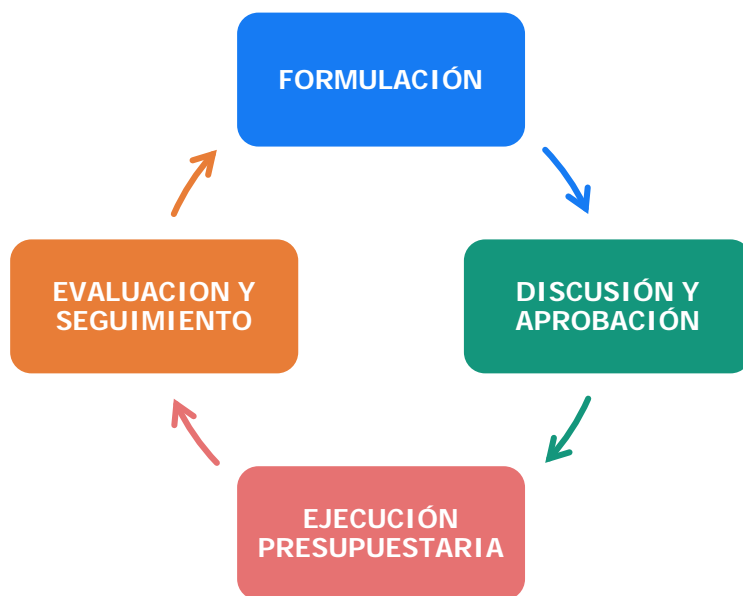 FORMULACIÓN
DISCUSIÓN Y
APROBACIÓN
EJECUCIÓN
PRESUPUESTARIA
EVALUACION Y
SEGUIMIENTO